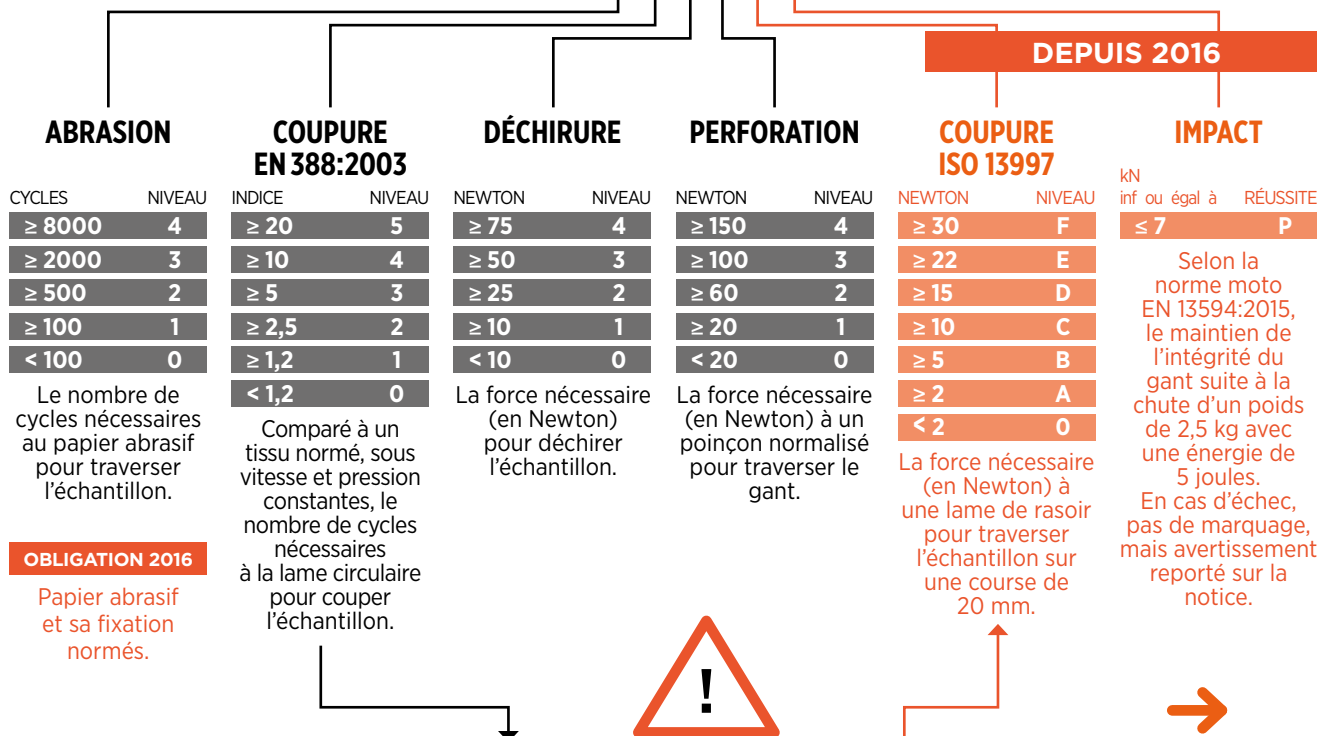 DEPUIS 2016
ABRASION
CYCLES NIVEAU
≥ 8000 4
≥ 2000 3
≥ 500 2
≥ 100 1
< 100 0
Le nombre de
cycles nécessaires
au papier abrasif
pour traverser
l’échantillon.
OBLIGATION 2016
Papier abrasif
et sa fixation
normés.
COUPURE
EN 388:2003
INDICE NIVEAU
≥ 20 5
≥ 10 4
≥ 5 3
≥ 2,5 2
≥ 1,2 1
< 1,2 0
Comparé à un
tissu normé, sous
vitesse et pression
constantes, le
nombre de cycles
nécessaires
à la lame circulaire
pour couper
l’échantillon.
DÉCHIRURE
NEWTON NIVEAU
≥ 75 4
≥ 50 3
≥ 25 2
≥ 10 1
< 10 0
La force nécessaire
(en Newton)
pour déchirer
l’échantillon.
PERFORATION
NEWTON NIVEAU
≥ 150 4
≥ 100 3
≥ 60 2
≥ 20 1
< 20 0
La force nécessaire
(en Newton) à un
poinçon normalisé
pour traverser le
gant.
COUPURE
ISO 13997
NEWTON NIVEAU
≥ 30 F
≥ 22 E
≥ 15 D
≥ 10 C
≥ 5 B
≥ 2 A
< 2 0
La force nécessaire
(en Newton) à
une lame de rasoir
pour traverser
l’échantillon sur
une course de
20 mm.
IMPACT
kN
inf ou égal à RÉUSSITE
≤ 7 P
Selon la
norme moto
EN 13594:2015,
le maintien de
l’intégrité du
gant suite à la
chute d’un poids
de 2,5 kg avec
une énergie de
5 joules.
En cas d’échec,
pas de marquage,
mais avertissement
reporté sur la
notice.
!